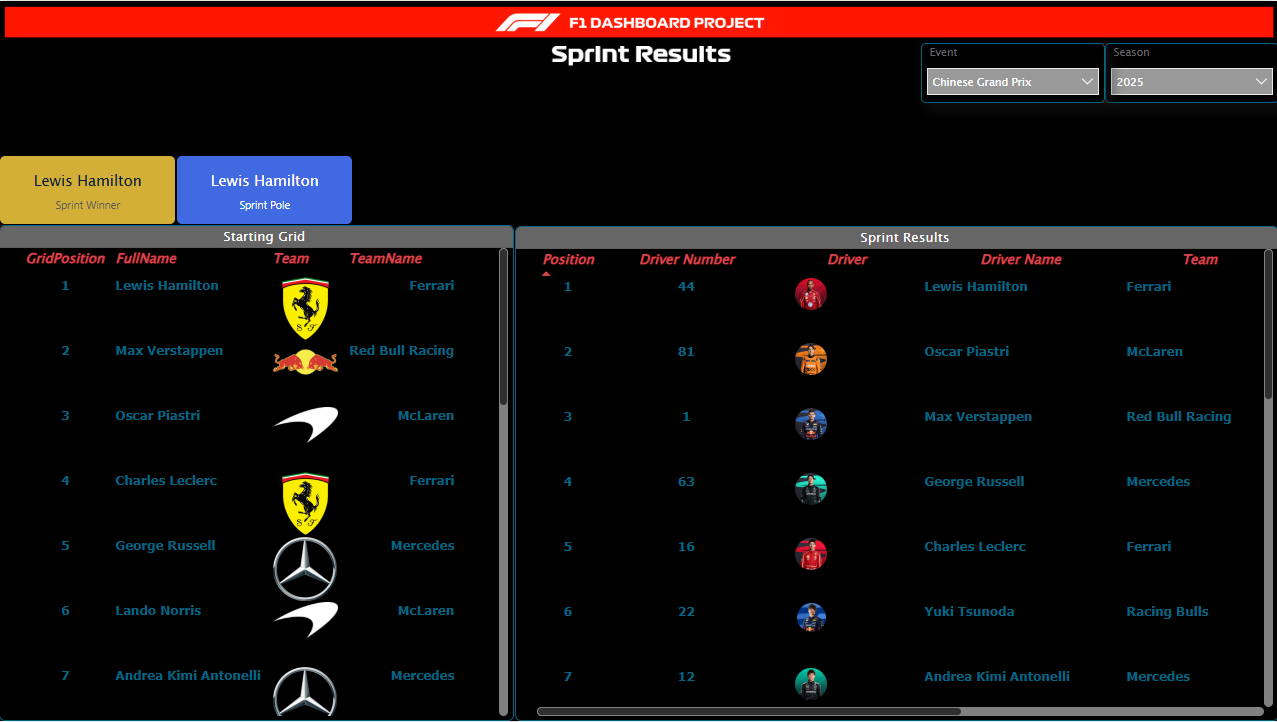 F1 DASHBOARD PROJECT
Sprint Results
Event Season
Chinese Grand Prix 2025
Lewis Hamilton Lewis Hamilton
Sprint Winner Sprint Pole
Starting Grid
GridPosition FullName Team TeamName
1 Lewis Hamilton Ferrari
S F
2 Max Verstappen Red Bull Racing
3 Oscar Piastri McLaren
4 Charles Leclerc Ferrari
S F
5 George Russell Mercedes
6 Lando Norris McLaren
7 Andrea Kimi Antonelli Mercedes
Sprint Results
Position Driver Number Driver Driver Name Team
1 44 Lewis Hamilton Ferrari
2 81 Oscar Piastri McLaren
3 1 Max Verstappen Red Bull Racing
4 63 George Russell Mercedes
5 16 Charles Leclerc Ferrari
6 22 Yuki Tsunoda Racing Bulls
7 12 Andrea Kimi Antonelli Mercedes